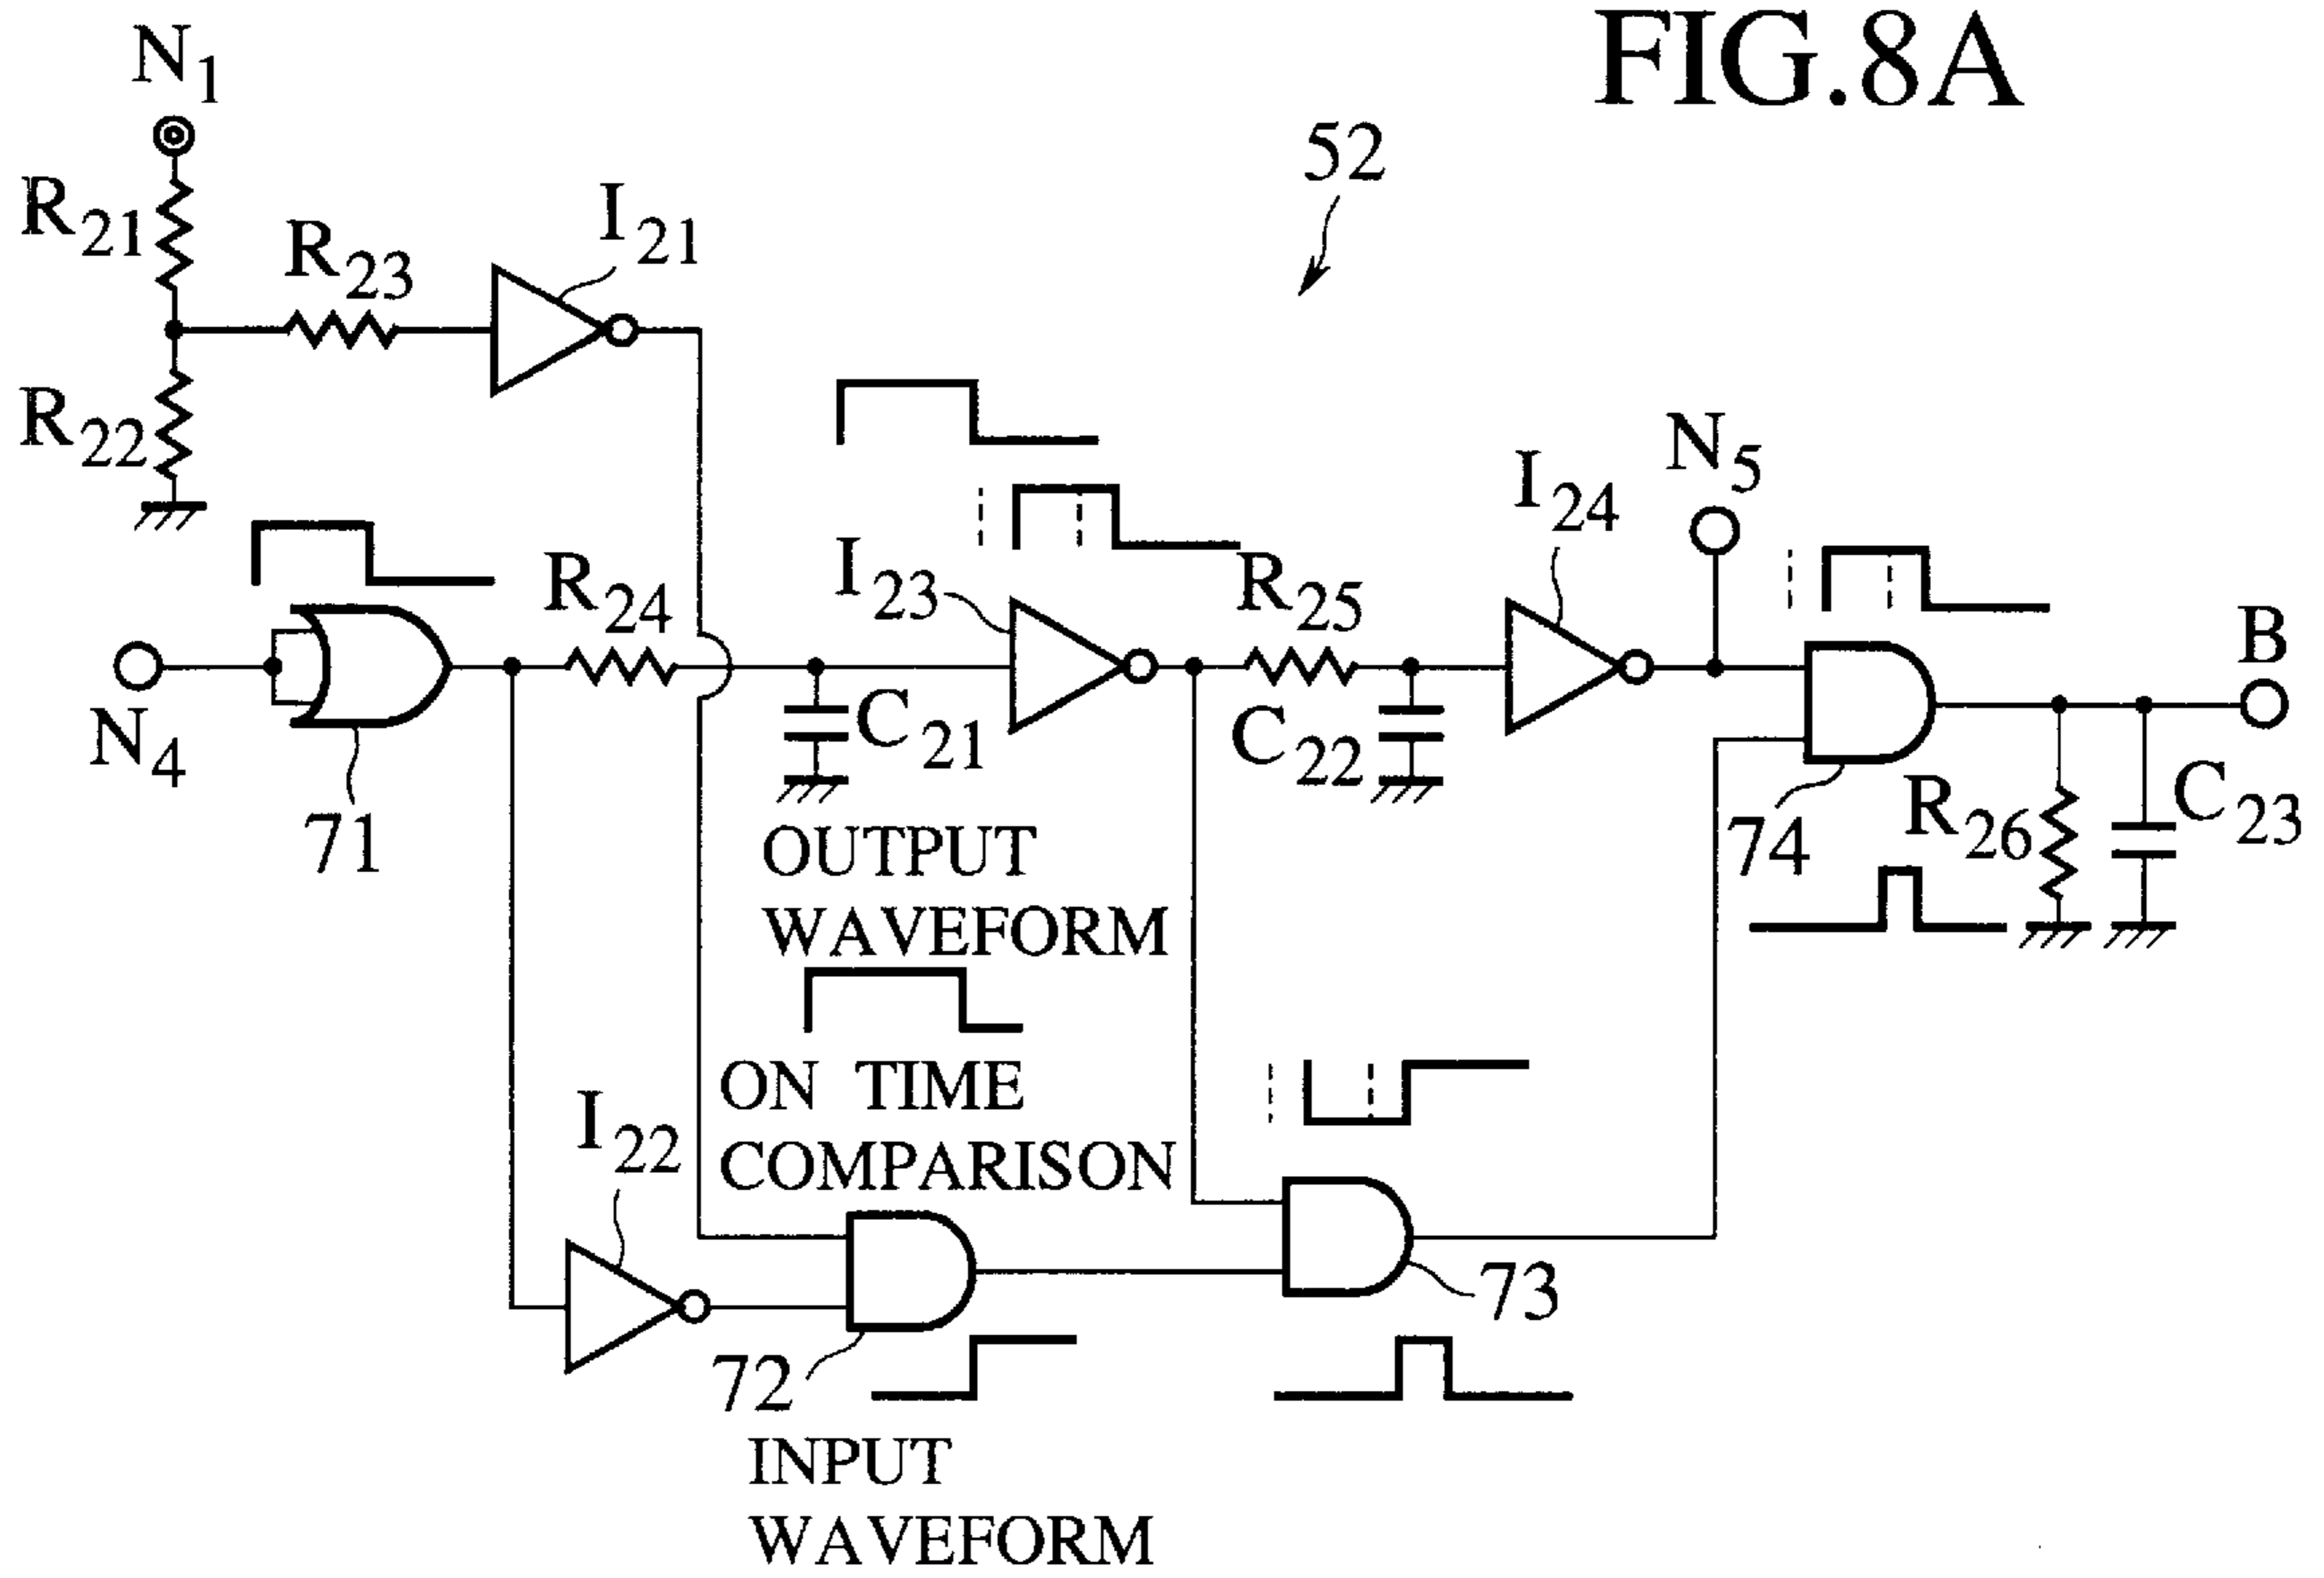 FIG.8A
N1
52
R21
I21
R23
R22
N5
I24
I23
R25
R24
B
N4
C21
C22
71
74
R26
C23
OUTPUT
WAVEFORM
ON TIME
COMPARISON
I22
73
72
INPUT
WAVEFORM